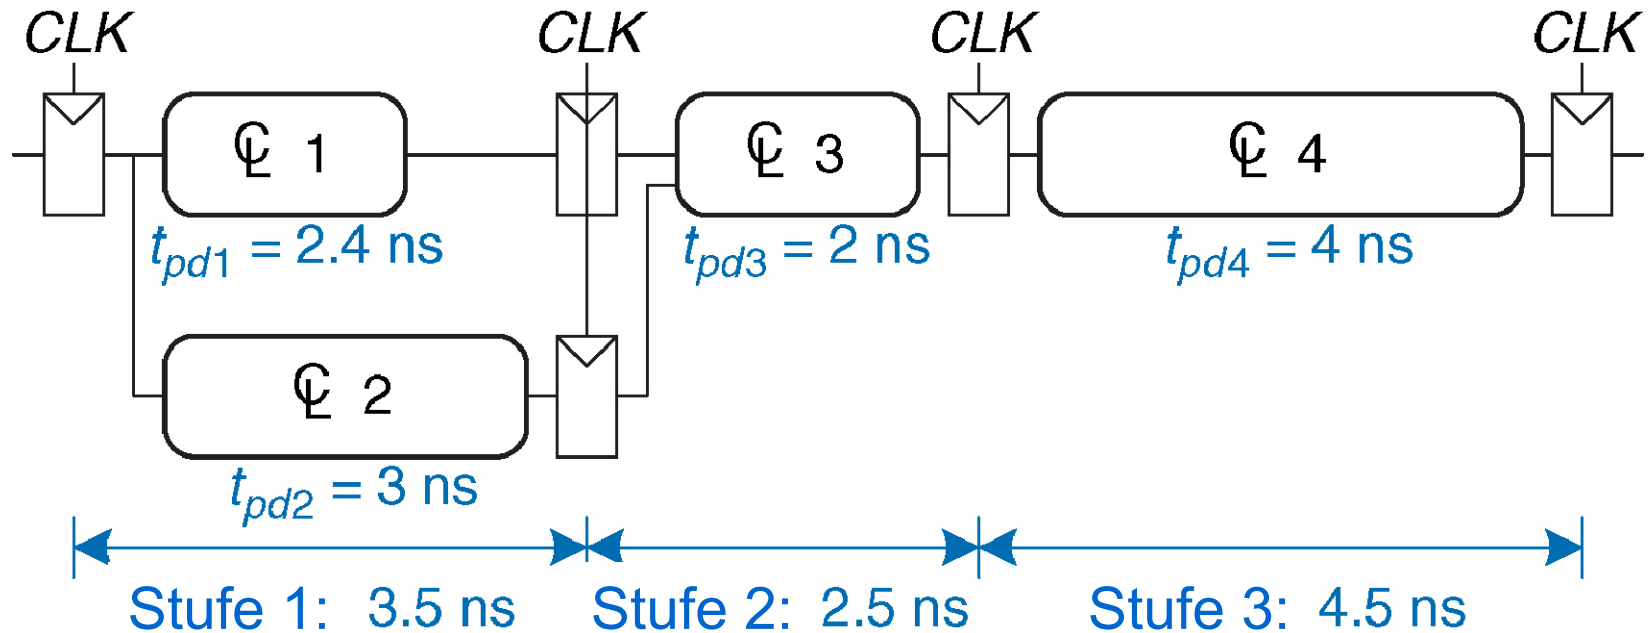 CLK CLK CLK CLK
CL 1 CL 3 CL 4
tpd1 = 2.4 ns tpd3 = 2 ns tpd4 = 4 ns
CL 2
tpd2 = 3 ns
Stufe 1: 3.5 ns Stufe 2: 2.5 ns Stufe 3: 4.5 ns